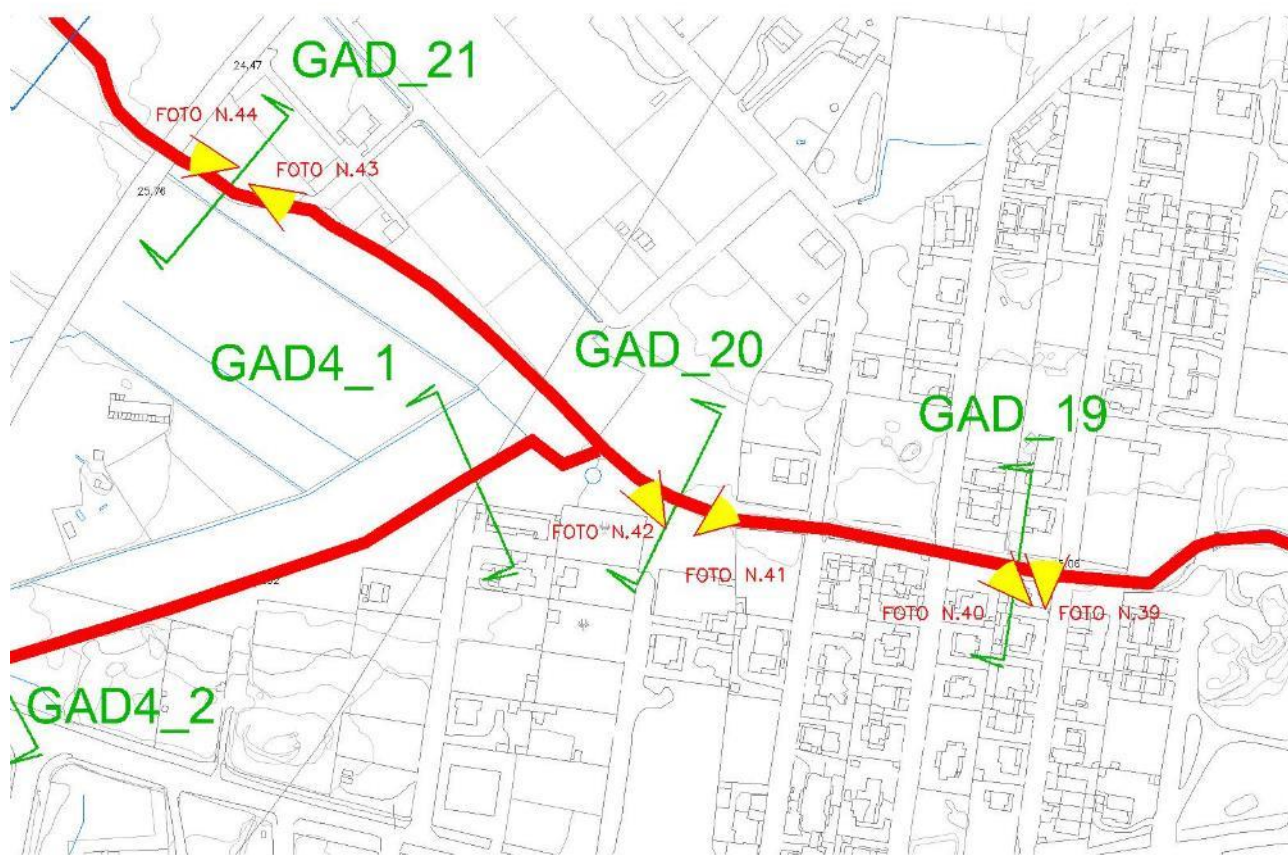 GAD_21
24,47
FOTO N.44
FOTO N.43
25,76
GAD_20
GAD4_1
GAD_19
FOTO N.42
FOTO N.41
FOTO N.40
FOTO N.39
GAD4_2